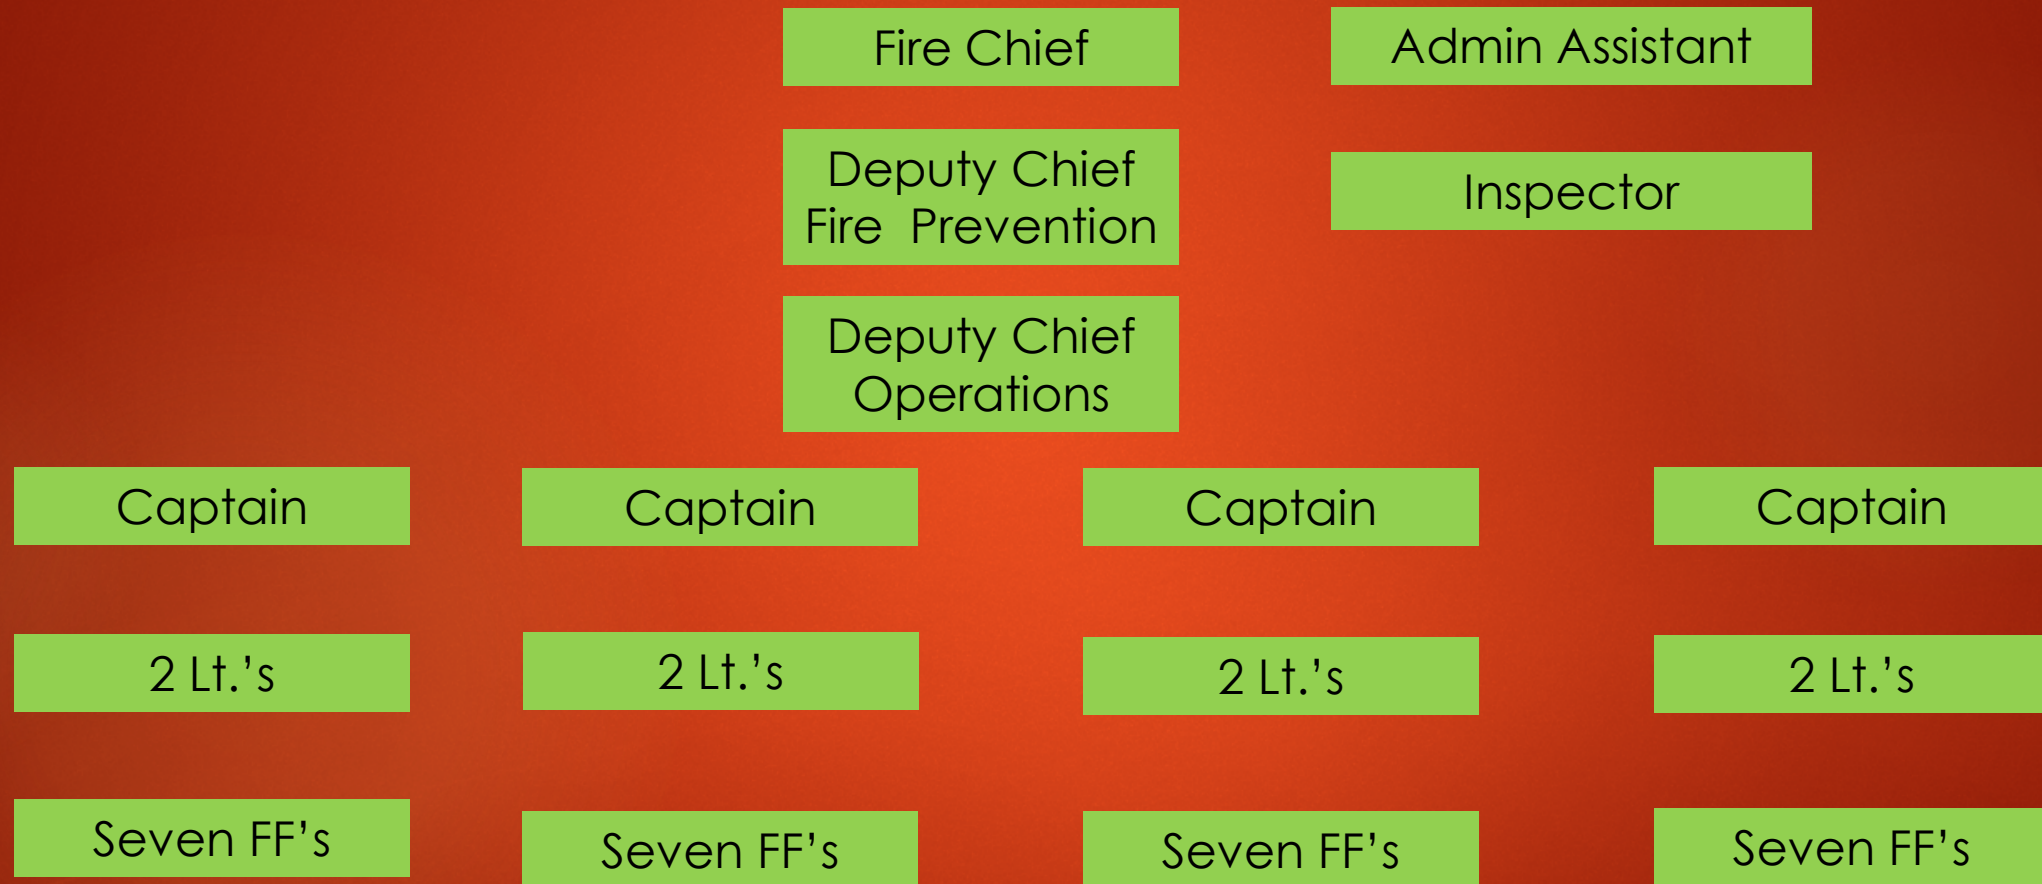 Fire Chief
Admin Assistant
Deputy Chief
Fire  Prevention
Inspector
Deputy Chief
Operations
Captain
Captain
Captain
Captain
2 Lt.’s
2 Lt.’s
2 Lt.’s
2 Lt.’s
Seven FF’s
Seven FF’s
Seven FF’s
Seven FF’s